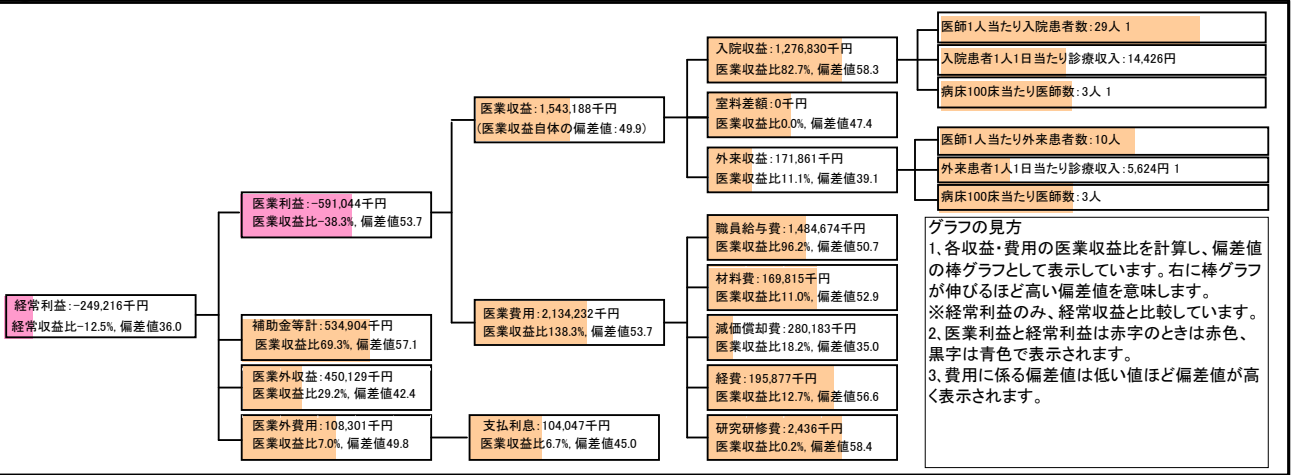 経常利益：-249,216千円
経常収益比-12.5%, 偏差値36.0
医業利益：-591,044千円
医業収益比-38.3%, 偏差値53.7
補助金等計：534,904千円
医業収益比69.3%, 偏差値57.1
医業外収益：450,129千円
医業収益比29.2%, 偏差値42.4
医業外費用：108,301千円
医業収益比7.0%, 偏差値49.8
医業収益：1,543,188千円
(医業収益自体の偏差値：49.9)
医業費用：2,134,232千円
医業収益比138.3%, 偏差値53.7
支払利息：104,047千円
医業収益比6.7%, 偏差値45.0
入院収益：1,276,830千円
医業収益比82.7%, 偏差値58.3
室料差額：0千円
医業収益比0.0%, 偏差値47.4
外来収益：171,861千円
医業収益比11.1%, 偏差値39.1
職員給与費：1,484,674千円
医業収益比96.2%, 偏差値50.7
材料費：169,815千円
医業収益比11.0%, 偏差値52.9
減価償却費：280,183千円
医業収益比18.2%, 偏差値35.0
経費：195,877千円
医業収益比12.7%, 偏差値56.6
研究研修費：2,436千円
医業収益比0.2%, 偏差値58.4
医師1人当たり入院患者数：29人 1
入院患者1人1日当たり診療収入：14,426円
病床100床当たり医師数：3人 1
医師1人当たり外来患者数：10人
外来患者1人1日当たり診療収入：5,624円 1
病床100床当たり医師数：3人
グラフの見方
1、各収益・費用の医業収益比を計算し、偏差値
の棒グラフとして表示しています。右に棒グラフ
が伸びるほど高い偏差値を意味します。
※経常利益のみ、経常収益と比較しています。
2、医業利益と経常利益は赤字のときは赤色、
黒字は青色で表示されます。
3、費用に係る偏差値は低い値ほど偏差値が高
く表示されます。